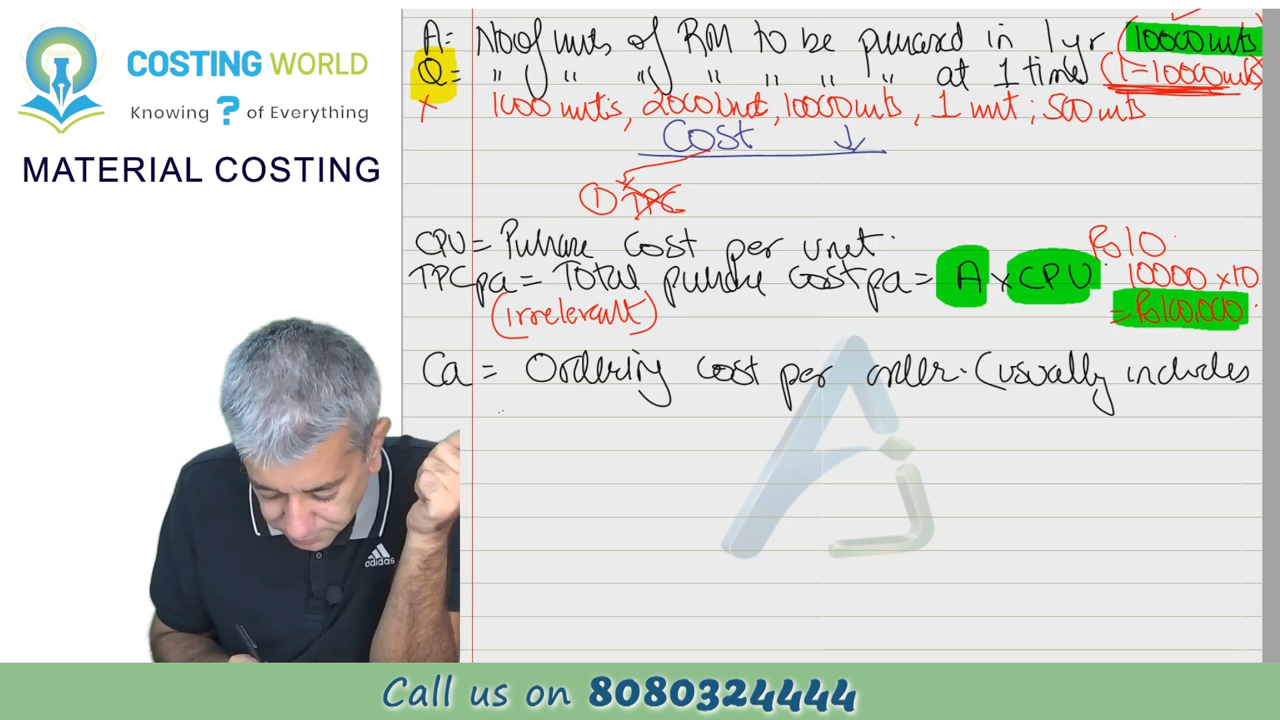 COSTING WORLD
Knowing ? of Everything
MATERIAL COSTING
A = No of units of RM to be purchased in 1 yr (10000 units
Q = " " " " " " " at 1 time (1-10000 units)
1000 units, 2000 unit, 10000 units, 1 unit; 500 units
Cost
① TPC
CPU = Purchase cost per unit.
Rs 10
TPCpa = Total purchase cost pa = A x CPU
10000 x 10
(irrelevant)
= Rs 100,000
Ca = Ordering cost per order. (usually includes
adidas
Call us on 8080324444